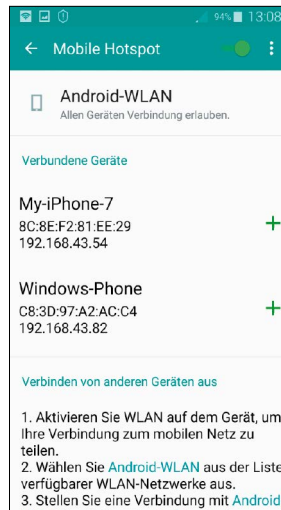 94% 13:08
Mobile Hotspot
Android-WLAN
Allen Geräten Verbindung erlauben.
Verbundene Geräte
My-iPhone-7
8C:8E:F2:81:EE:29
192.168.43.54
Windows-Phone
C8:3D:97:A2:AC:C4
192.168.43.82
Verbinden von anderen Geräten aus
1. Aktivieren Sie WLAN auf dem Gerät, um
Ihre Verbindung zum mobilen Netz zu
teilen.
2. Wählen Sie Android-WLAN aus der Liste
verfügbarer WLAN-Netzwerke aus.
3. Stellen Sie eine Verbindung mit Android